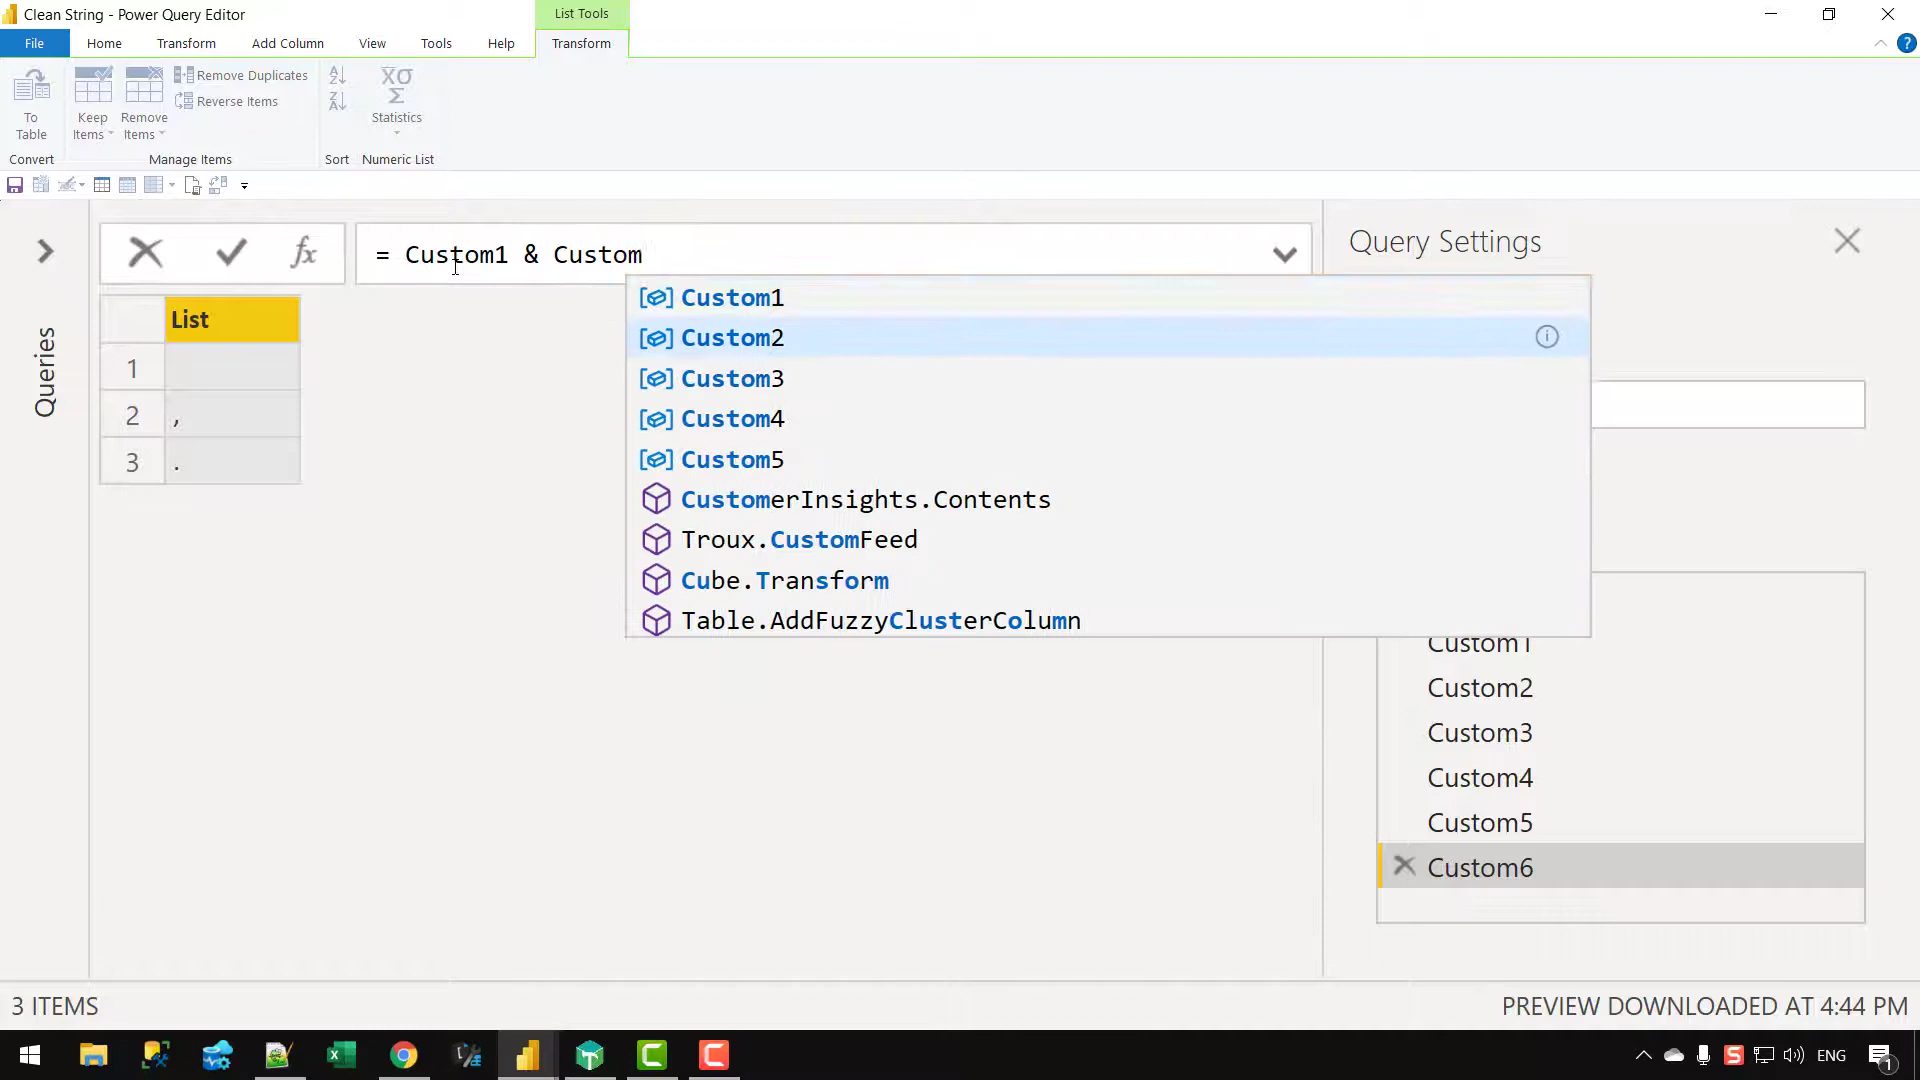 Clean String - Power Query Editor
List Tools
File
Home
Transform
Add Column
View
Tools
Help
Transform
To
Table
Keep
Items
Remove
Items
Remove Duplicates
Reverse Items
A
Z
Z
A
Χσ
Σ
Statistics
Convert
Manage Items
Sort
Numeric List
fx
= Custom1 & Custom
Query Settings
Queries
List
1
2
,
3
.
Custom1
Custom2
Custom3
Custom4
Custom5
CustomerInsights.Contents
Troux.CustomFeed
Cube.Transform
Table.AddFuzzyClusterColumn
Custom1
Custom2
Custom3
Custom4
Custom5
Custom6
3 ITEMS
PREVIEW DOWNLOADED AT 4:44 PM
ENG
1